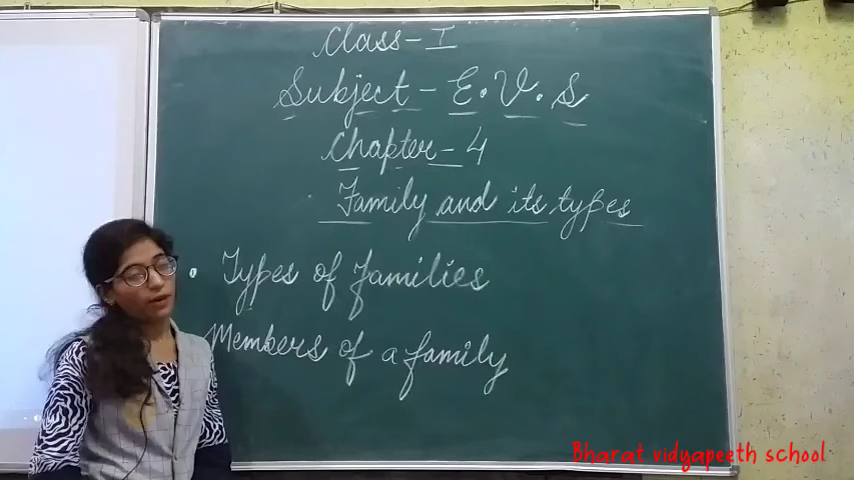 Class - I
Subject - E.V.S
Chapter - 4
Family and its types
• Types of families
Members of a family
Bharat vidyapeeth school